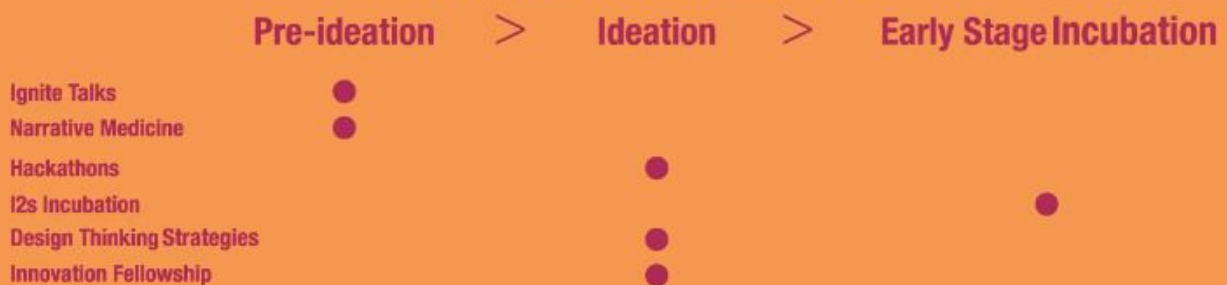 Pre-ideation > Ideation > Early Stage Incubation
Ignite Talks
Narrative Medicine
Hackathons
I2s Incubation
Design Thinking Strategies
Innovation Fellowship